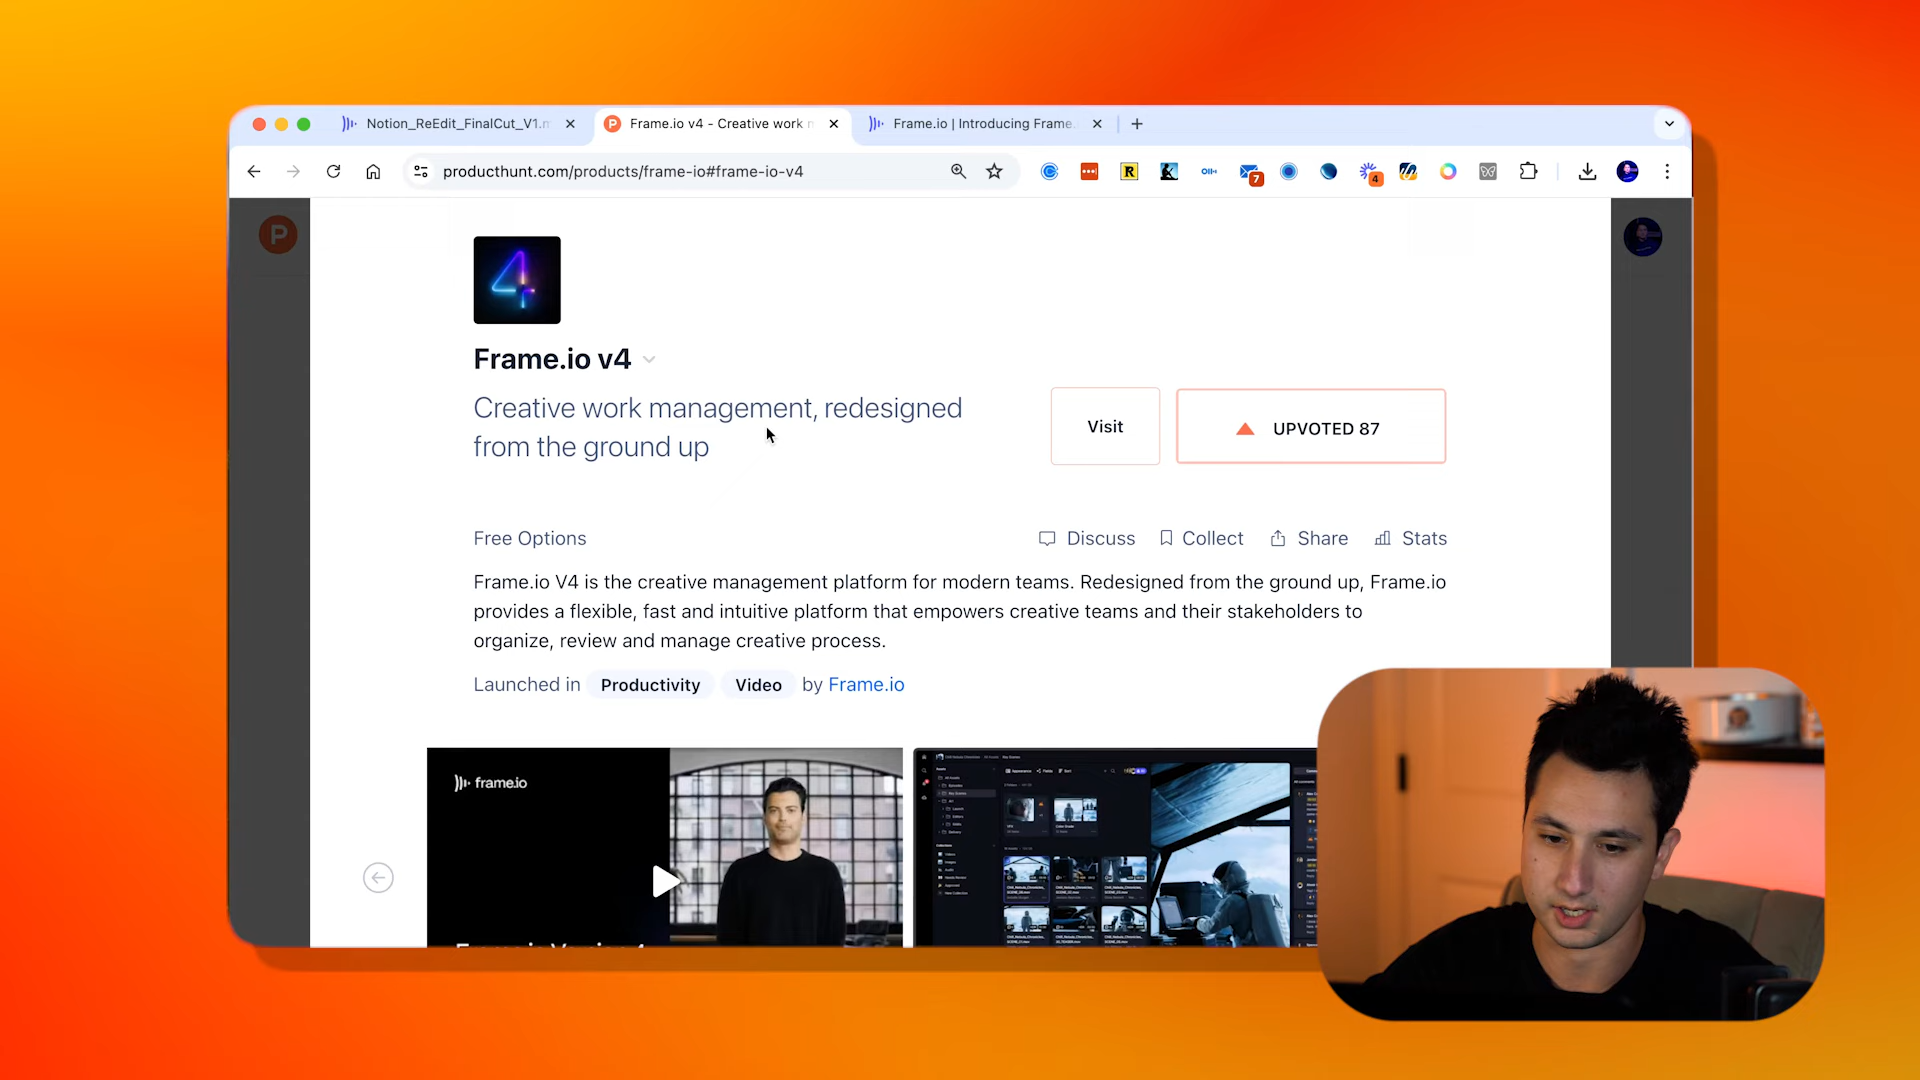 Notion_ReEdit_FinalCut_V1.m
Frame.io v4 - Creative work m
Frame.io | Introducing Frame.
producthunt.com/products/frame-io#frame-io-v4
R
7
4
P
4
Frame.io v4
Creative work management, redesigned
from the ground up
Visit
UPVOTED 87
Free Options
Discuss
Collect
Share
Stats
Frame.io V4 is the creative management platform for modern teams. Redesigned from the ground up, Frame.io
provides a flexible, fast and intuitive platform that empowers creative teams and their stakeholders to
organize, review and manage creative process.
Launched in Productivity Video by Frame.io
frame.io